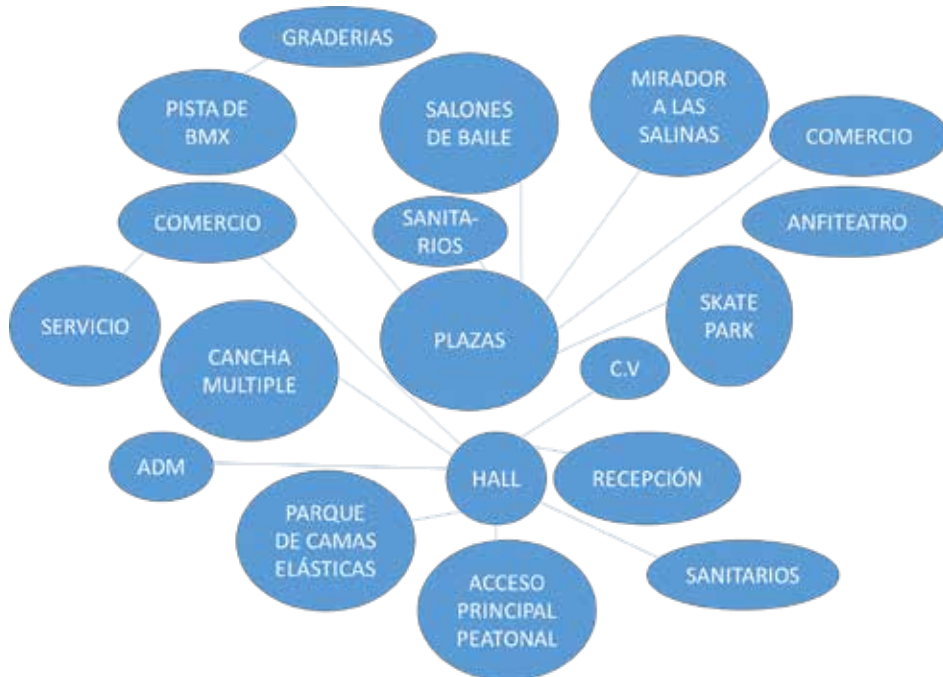 GRADERIAS
PISTA DE
BMX
SALONES
DE BAILE
MIRADOR
A LAS
SALINAS
COMERCIO
COMERCIO
SANITA-
RIOS
ANFITEATRO
SERVICIO
CANCHA
MULTIPLE
PLAZAS
SKATE
PARK
C.V
ADM
HALL
RECEPCIÓN
PARQUE
DE CAMAS
ELÁSTICAS
ACCESO
PRINCIPAL
PEATONAL
SANITARIOS